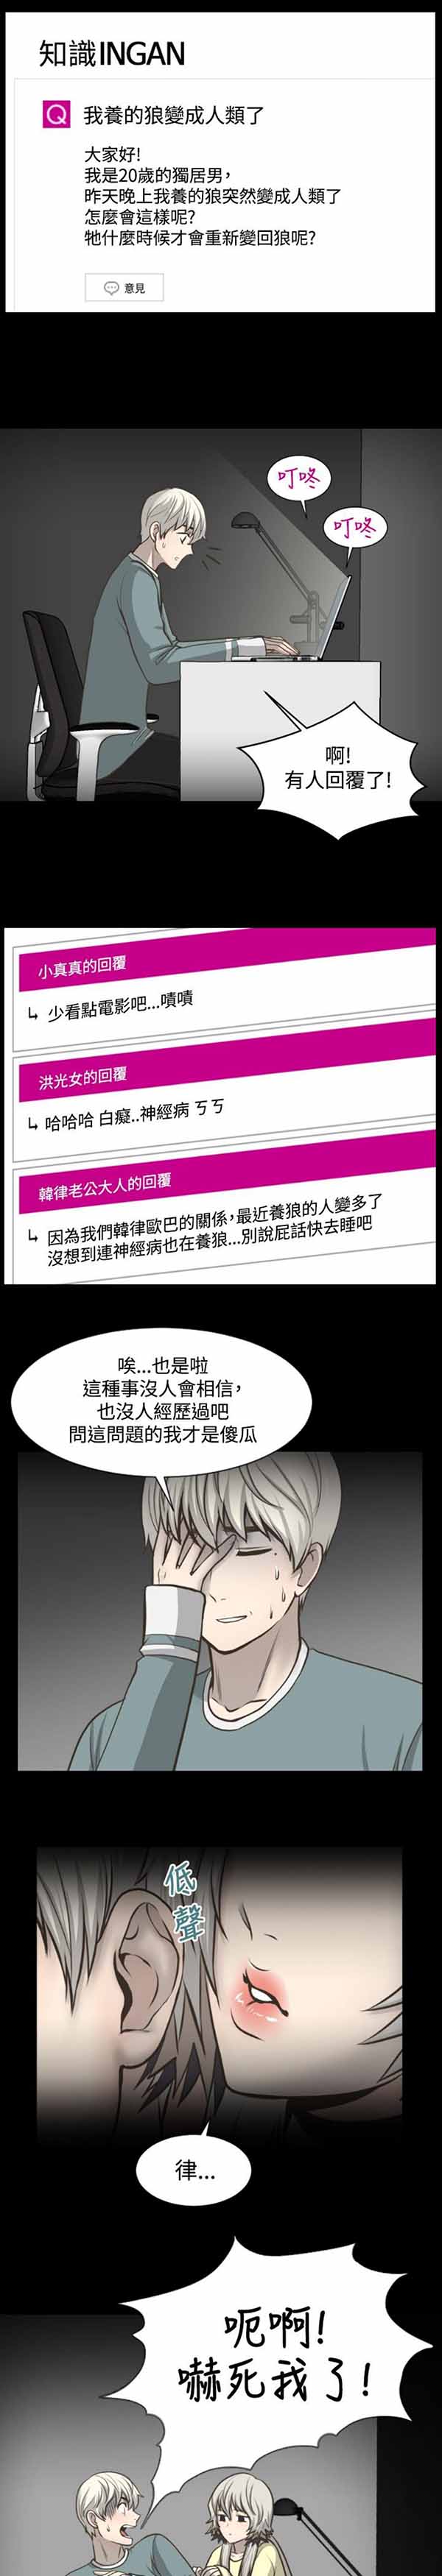 知識INGAN
Q 我養的狼變成人類了
大家好!
我是20歲的獨居男,
昨天晚上我養的狼突然變成人類了
怎麼會這樣呢?
牠什麼時候才會重新變回狼呢?
意見
叮咚
叮咚
啊!
有人回覆了!
小真真的回覆
少看點電影吧...嘖嘖
洪光女的回覆
哈哈哈 白癡..神經病 ㄎㄎ
韓律老公大人的回覆
因為我們韓律歐巴的關係,最近養狼的人變多了
沒想到連神經病也在養狼...別說屁話快去睡吧
唉...也是啦
這種事沒人會相信,
也沒人經歷過吧
問這問題的我才是傻瓜
低聲
律...
呃啊!
嚇死我了!